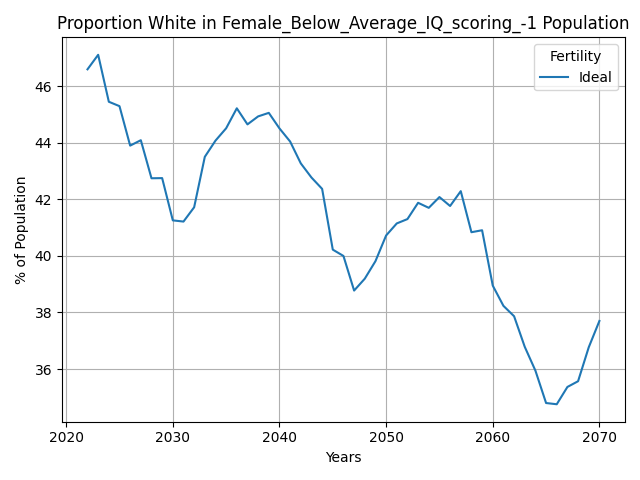 Proportion White in Female_Below_Average_IQ_scoring_-1 Population
Fertility
Ideal
% of Population
46
44
42
40
38
36
2020 2030 2040 2050 2060 2070
Years